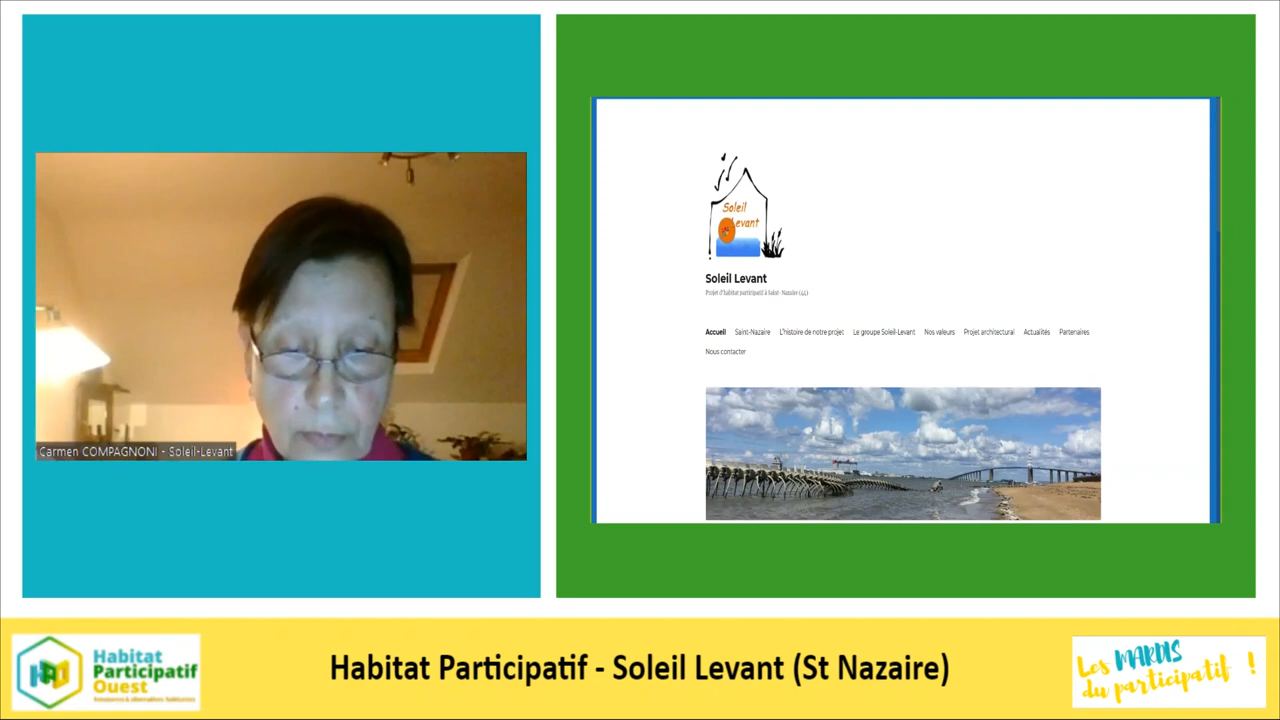 Carmen COMPAGNONI - Soleil-Levant
Soleil
Levant
Soleil Levant
Projet d'habitat participatif à Saint-Nazaire (44)
Accueil Saint-Nazaire L'histoire de notre projet Le groupe Soleil-Levant Nos valeurs Projet architectural Actualités Partenaires
Nous contacter
Habitat
Participatif
Ouest
Habitat Participatif - Soleil Levant (St Nazaire)
Les MARDIS
du participatif !